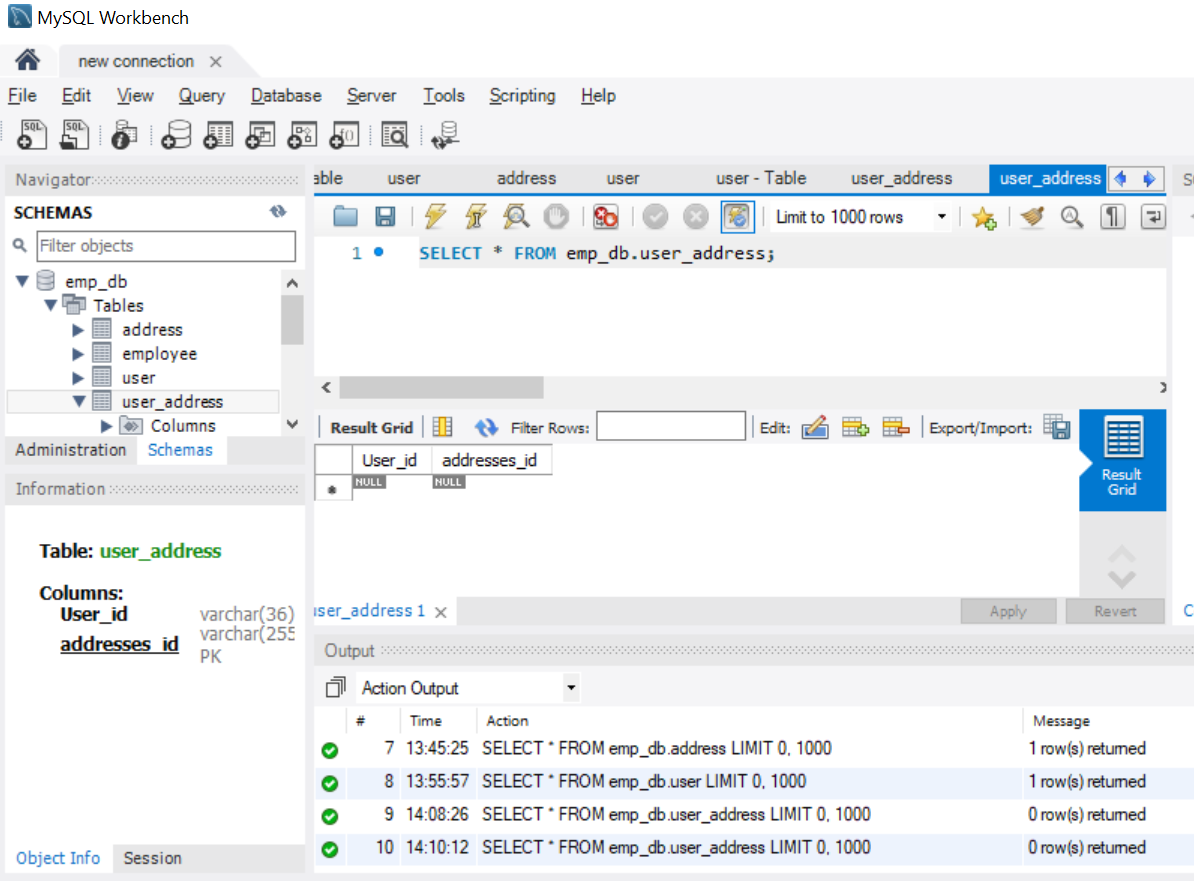 MySQL Workbench
new connection
File Edit View Query Database Server Tools Scripting Help
Navigator
SCHEMAS
Filter objects
emp_db
Tables
address
employee
user
user_address
Columns
Administration Schemas
Information
Table: user_address
Columns:
User_id varchar(36)
addresses_id varchar(255
PK
Object Info Session
able user address user user - Table user_address user_address
Limit to 1000 rows
1 SELECT * FROM emp_db.user_address;
Result Grid Filter Rows: Edit: Export/Import:
User_id addresses_id
NULL NULL
Result
Grid
user_address 1 Apply Revert
Output
Action Output
# Time Action Message
7 13:45:25 SELECT * FROM emp_db.address LIMIT 0, 1000 1 row(s) returned
8 13:55:57 SELECT * FROM emp_db.user LIMIT 0, 1000 1 row(s) returned
9 14:08:26 SELECT * FROM emp_db.user_address LIMIT 0, 1000 0 row(s) returned
10 14:10:12 SELECT * FROM emp_db.user_address LIMIT 0, 1000 0 row(s) returned